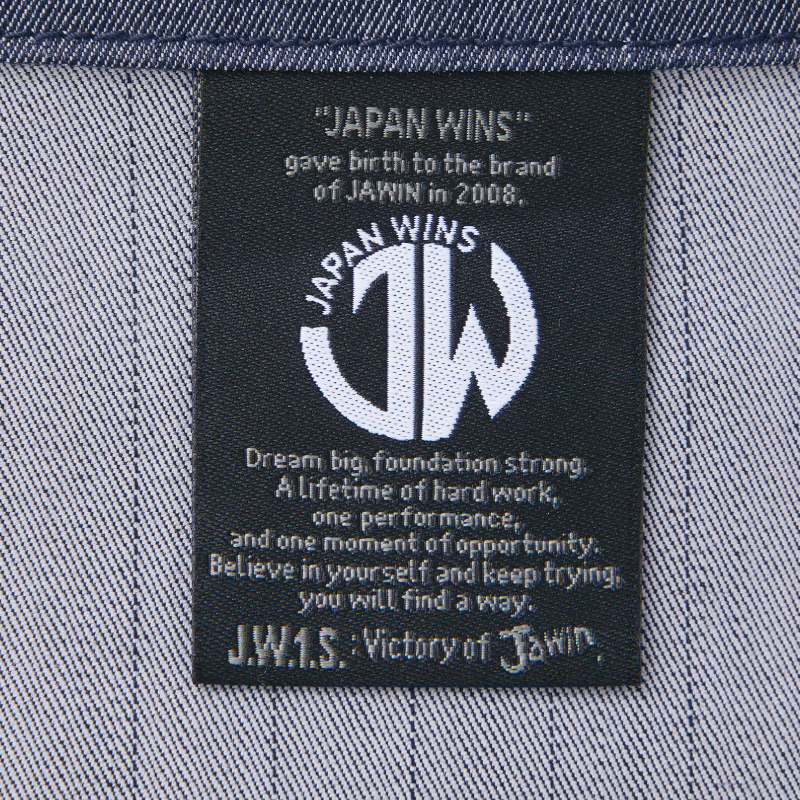 "JAPAN WINS"
gave birth to the brand
of JAWIN in 2008.
JAPAN WINS
JW
Dream big, foundation strong.
A lifetime of hard work,
one performance,
and one moment of opportunity.
Believe in yourself and keep trying,
you will find a way.
J.W.1.S. : Victory of Jawin.